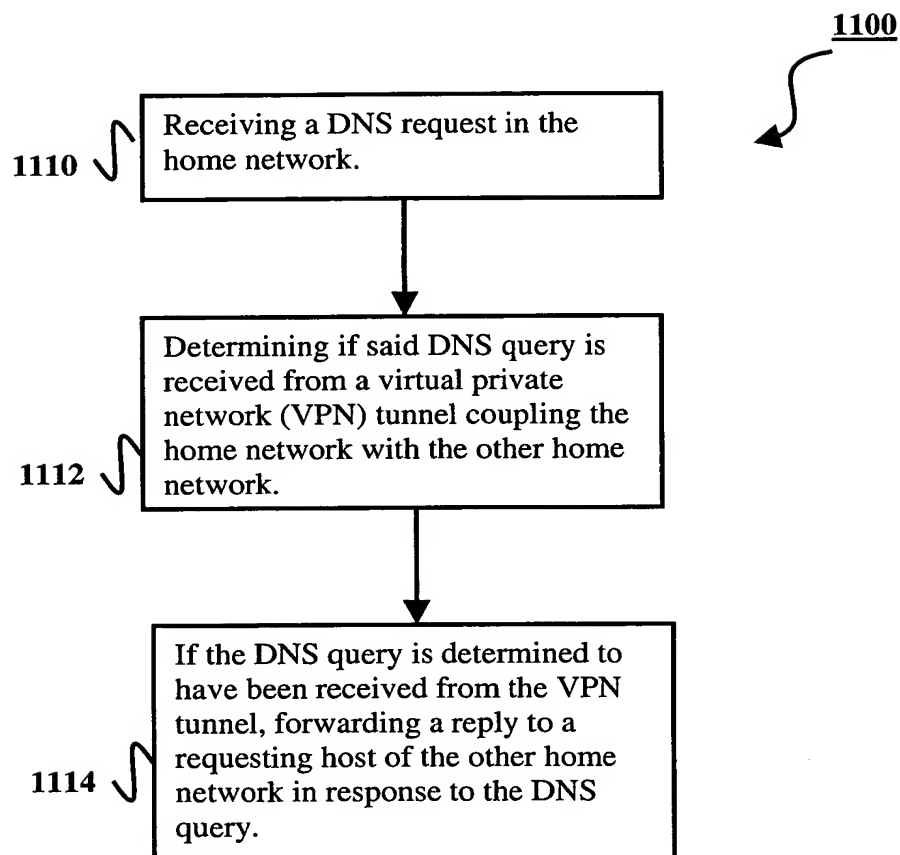 1100
Receiving a DNS request in the
home network.
1110
Determining if said DNS query is
received from a virtual private
network (VPN) tunnel coupling the
home network with the other home
network.
1112
If the DNS query is determined to
have been received from the VPN
tunnel, forwarding a reply to a
requesting host of the other home
network in response to the DNS
query.
1114